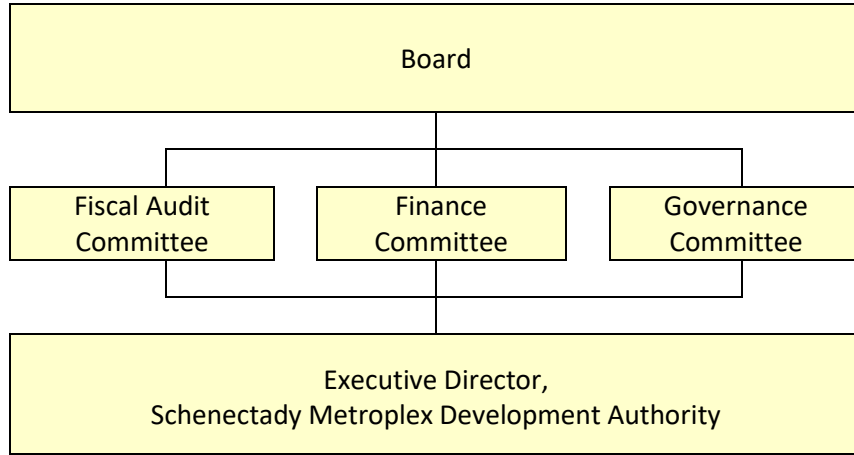 Board
Fiscal Audit
Committee
Finance
Committee
Governance
Committee
Executive Director,
Schenectady Metroplex Development Authority